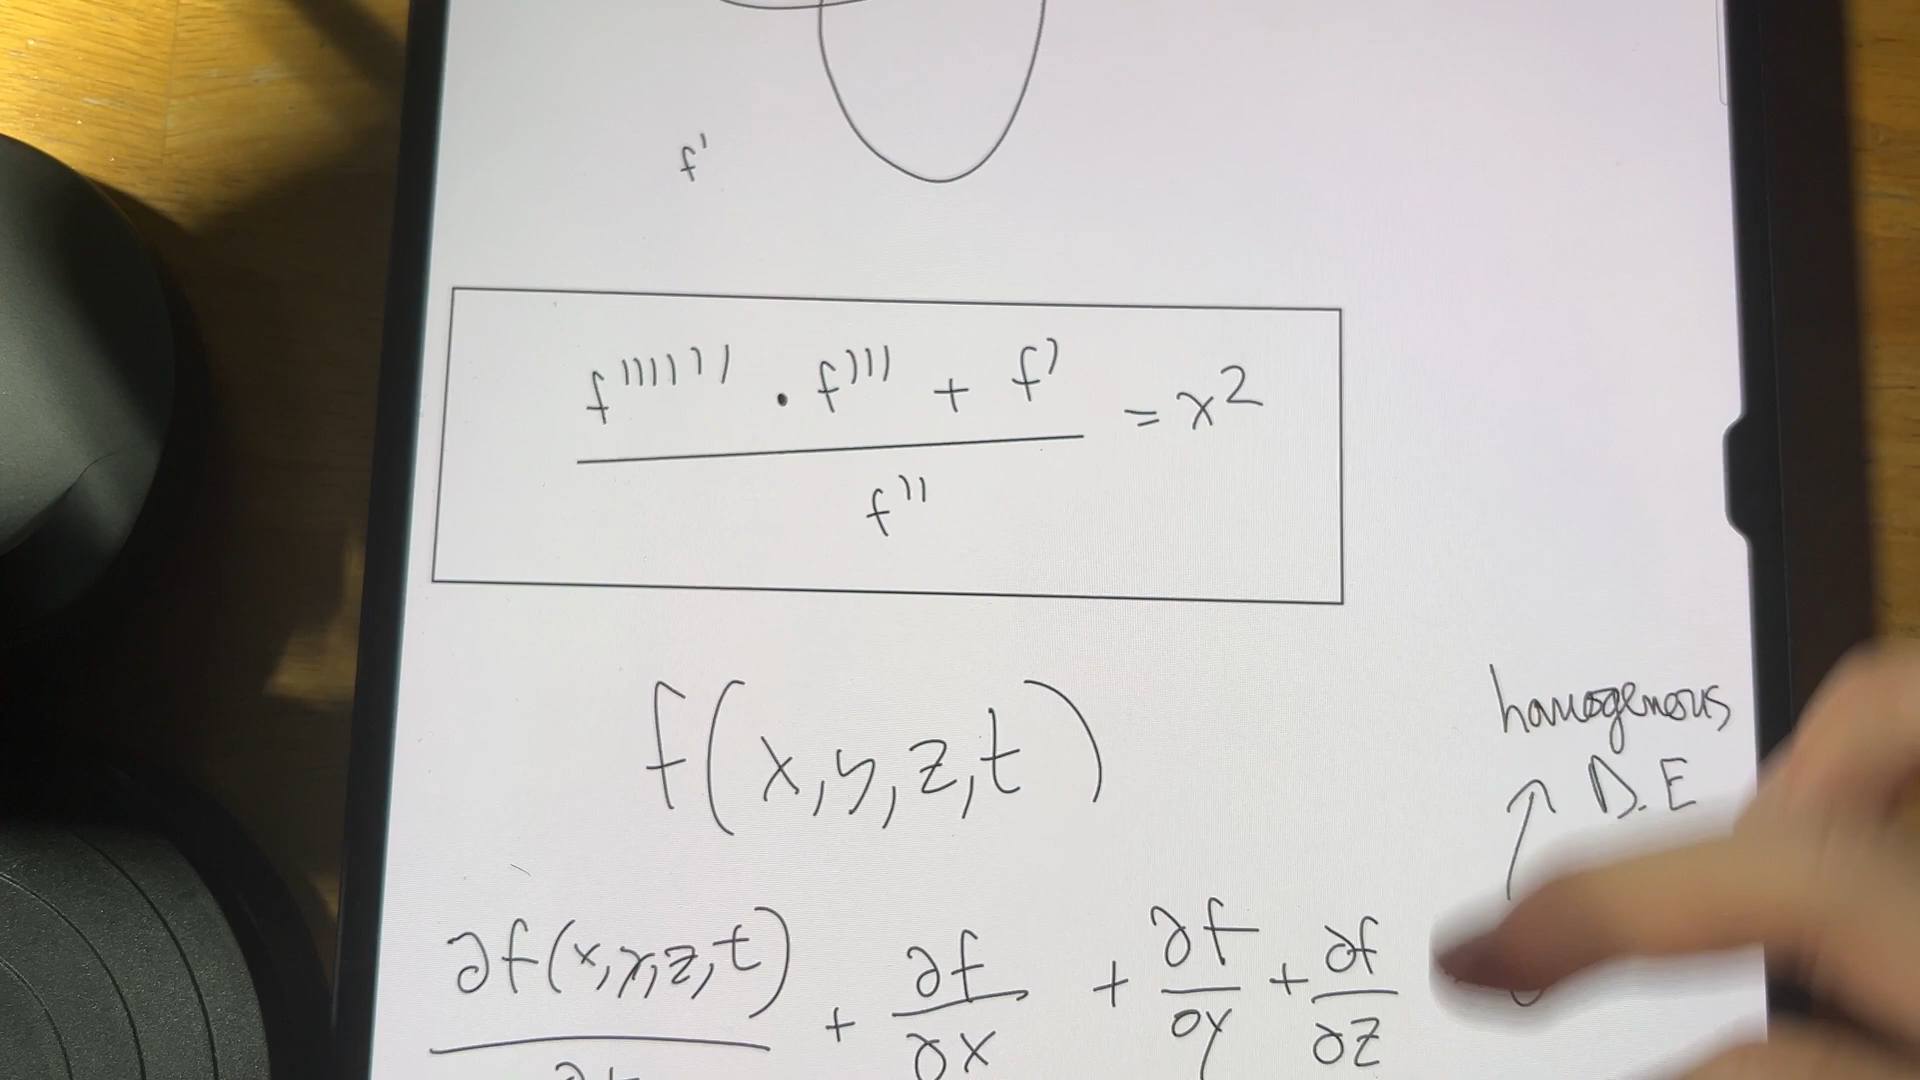 f'
f''''''' · f''' + f' = x²
f''
f(x,y,z,t)
homogenous
↑ D.E
∂f(x,y,z,t) + ∂f + ∂f + ∂f
∂x ∂y ∂z